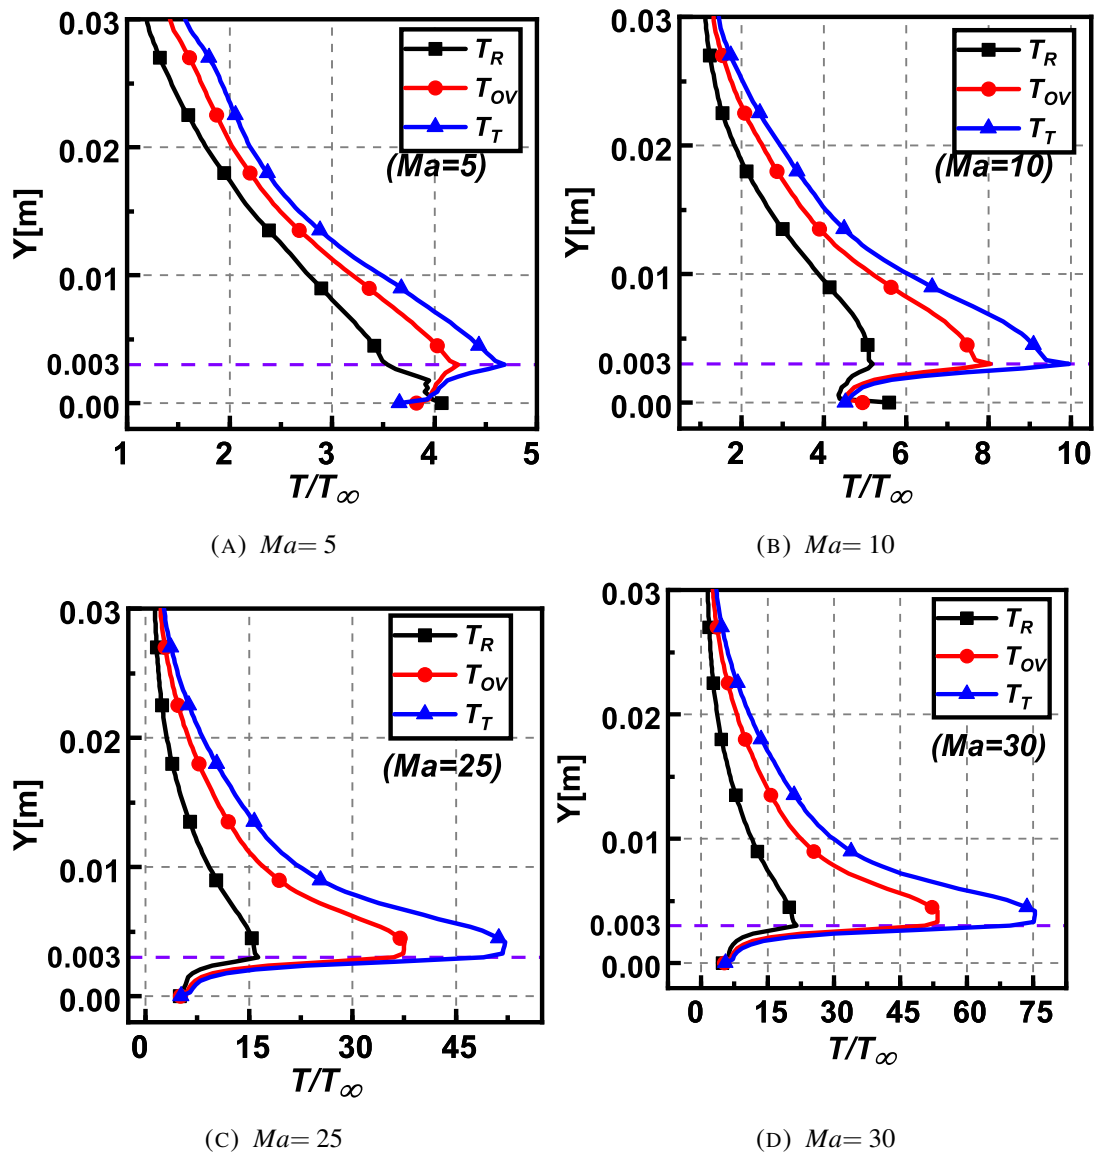 0.03
0.02
0.01
0.003
0.00
Y[m]
T_R
T_OV
T_T
(Ma=5)
1 2 3 4 5
T/T_∞
(A) Ma= 5
0.03
0.02
0.01
0.003
0.00
Y[m]
T_R
T_OV
T_T
(Ma=10)
2 4 6 8 10
T/T_∞
(B) Ma= 10
0.03
0.02
0.01
0.003
0.00
Y[m]
T_R
T_OV
T_T
(Ma=25)
0 15 30 45
T/T_∞
(C) Ma= 25
0.03
0.02
0.01
0.003
0.00
Y[m]
T_R
T_OV
T_T
(Ma=30)
0 15 30 45 60 75
T/T_∞
(D) Ma= 30